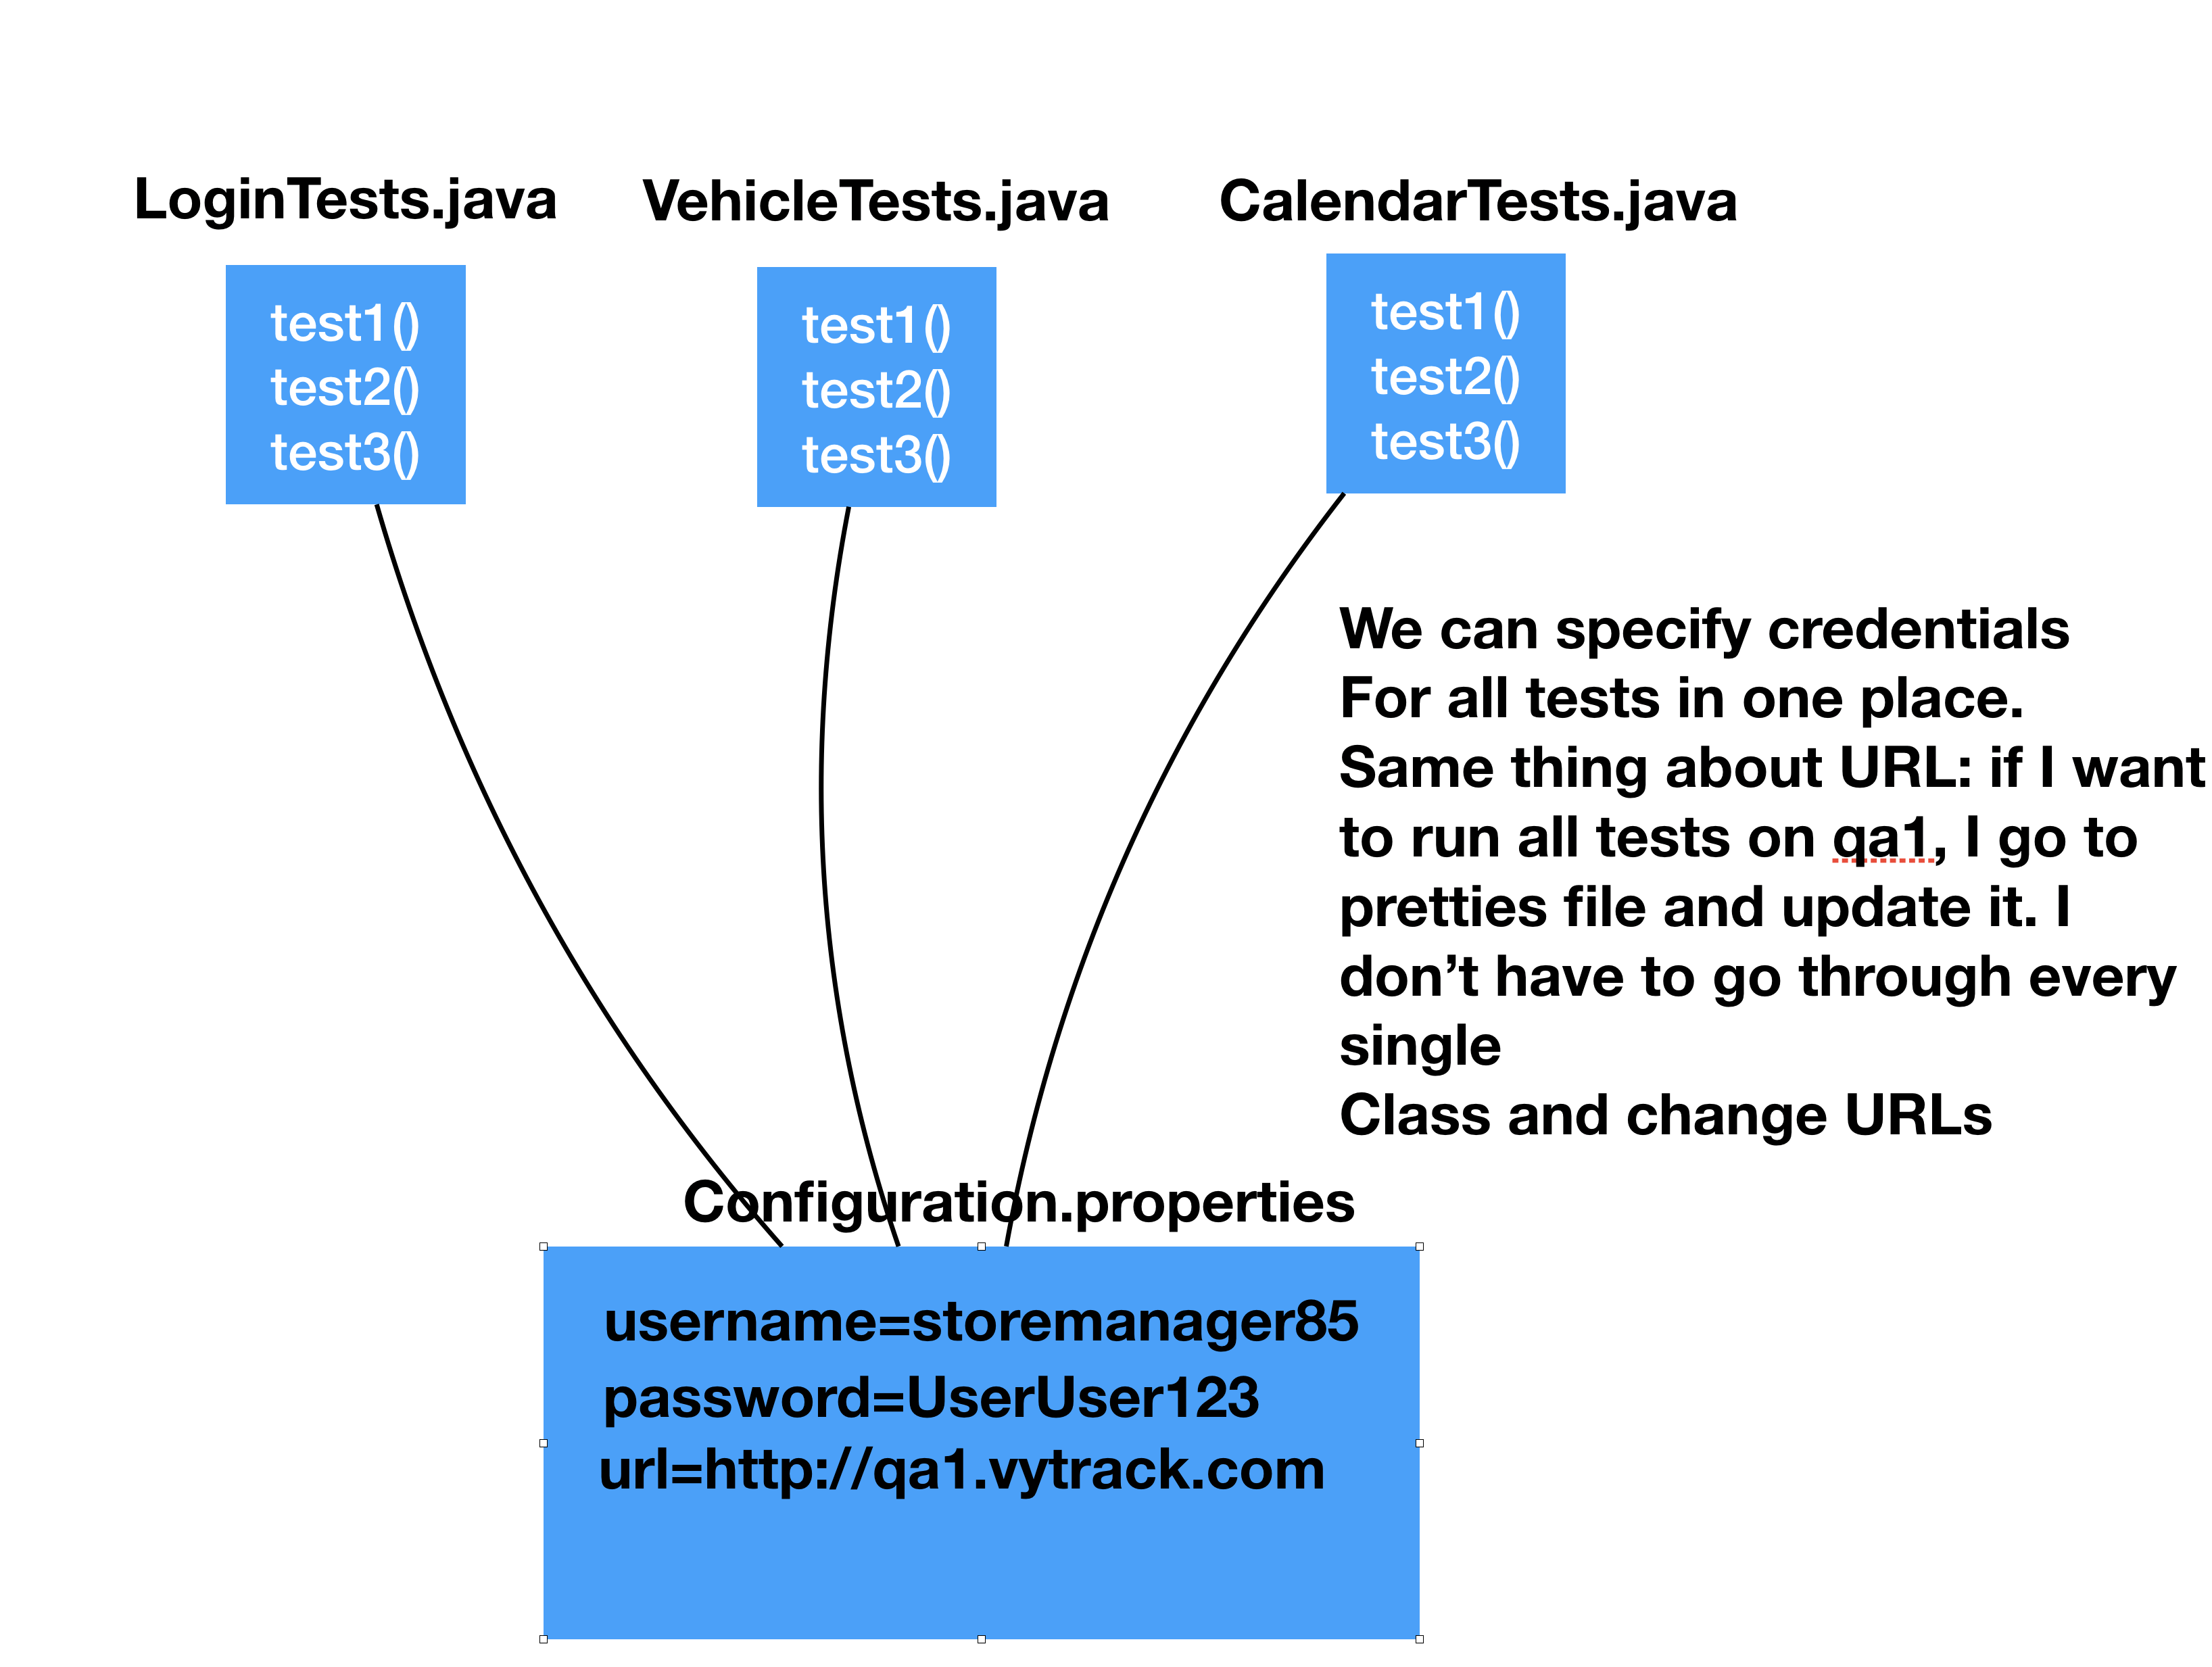 LoginTests.java
VehicleTests.java
CalendarTests.java
test1()
test2()
test3()
test1()
test2()
test3()
test1()
test2()
test3()
We can specify credentials
For all tests in one place.
Same thing about URL: if I want
to run all tests on qa1, I go to
pretties file and update it. I
don’t have to go through every
single
Class and change URLs
Configuration.properties
username=storemanager85
password=UserUser123
url=http://qa1.vytrack.com